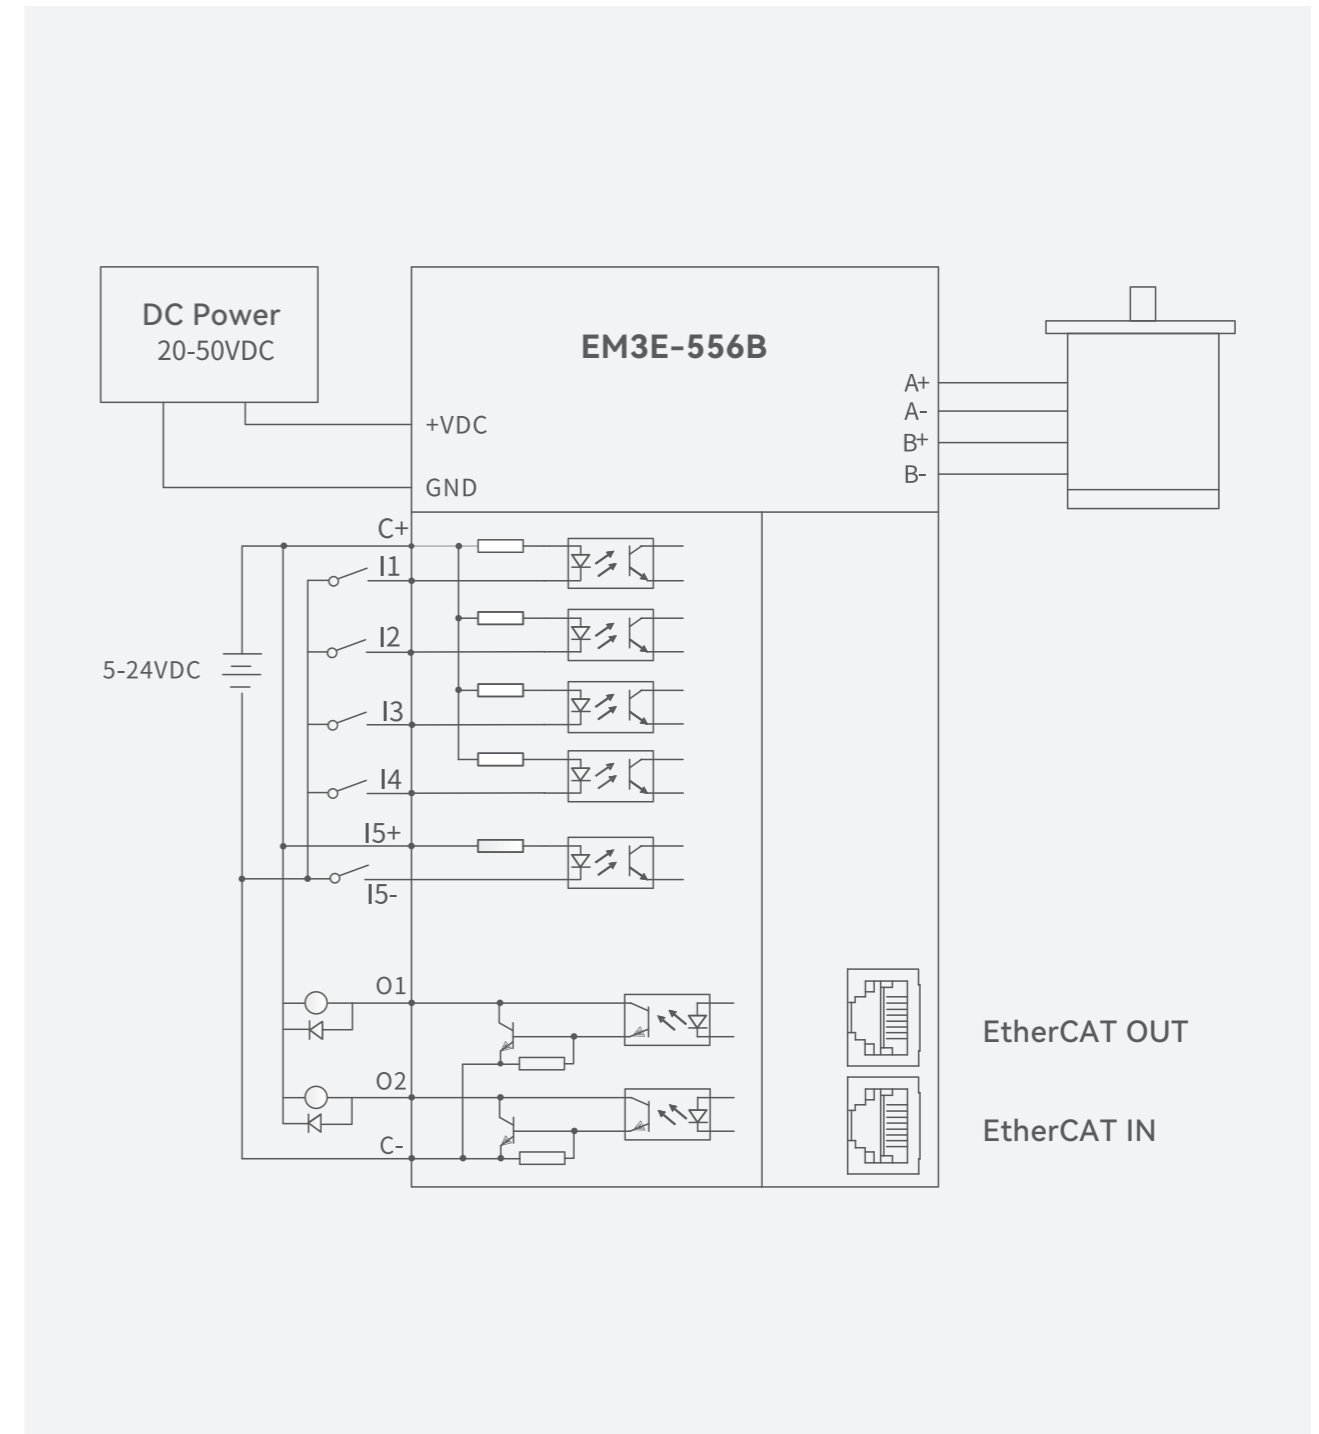 DC Power
20-50VDC
EM3E-556B
A+
A-
B+
B-
+VDC
GND
C+
I1
I2
5-24VDC
I3
I4
I5+
I5-
O1
O2
C-
EtherCAT OUT
EtherCAT IN